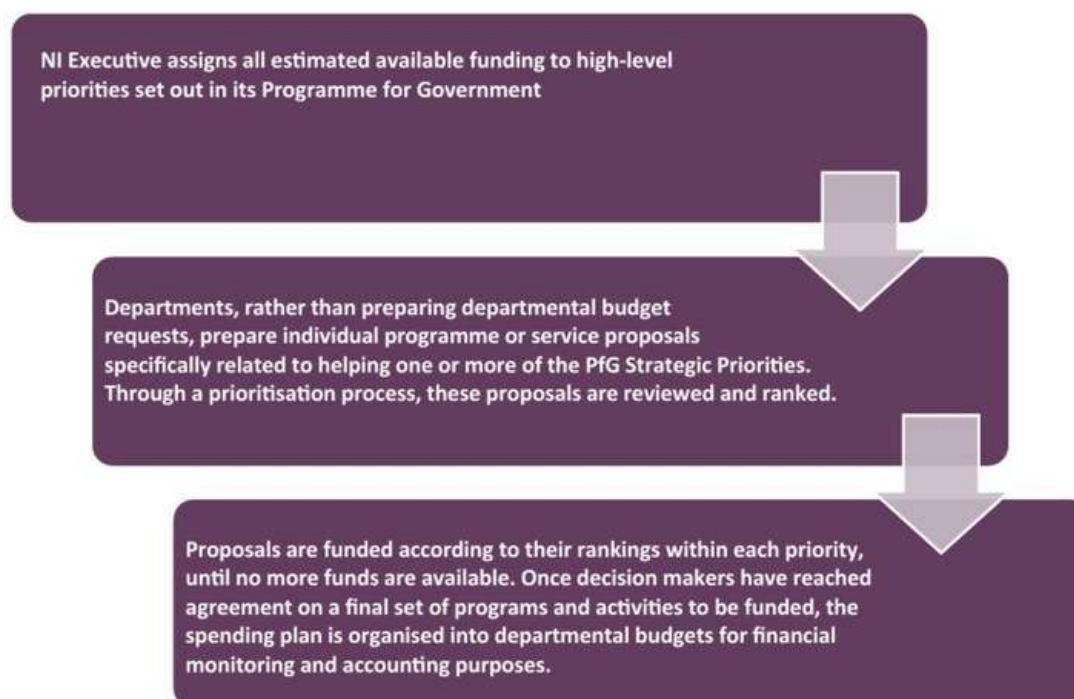 NI Executive assigns all estimated available funding to high-level
priorities set out in its Programme for Government
Departments, rather than preparing departmental budget
requests, prepare individual programme or service proposals
specifically related to helping one or more of the PfG Strategic Priorities.
Through a prioritisation process, these proposals are reviewed and ranked.
Proposals are funded according to their rankings within each priority,
until no more funds are available. Once decision makers have reached
agreement on a final set of programs and activities to be funded, the
spending plan is organised into departmental budgets for financial
monitoring and accounting purposes.